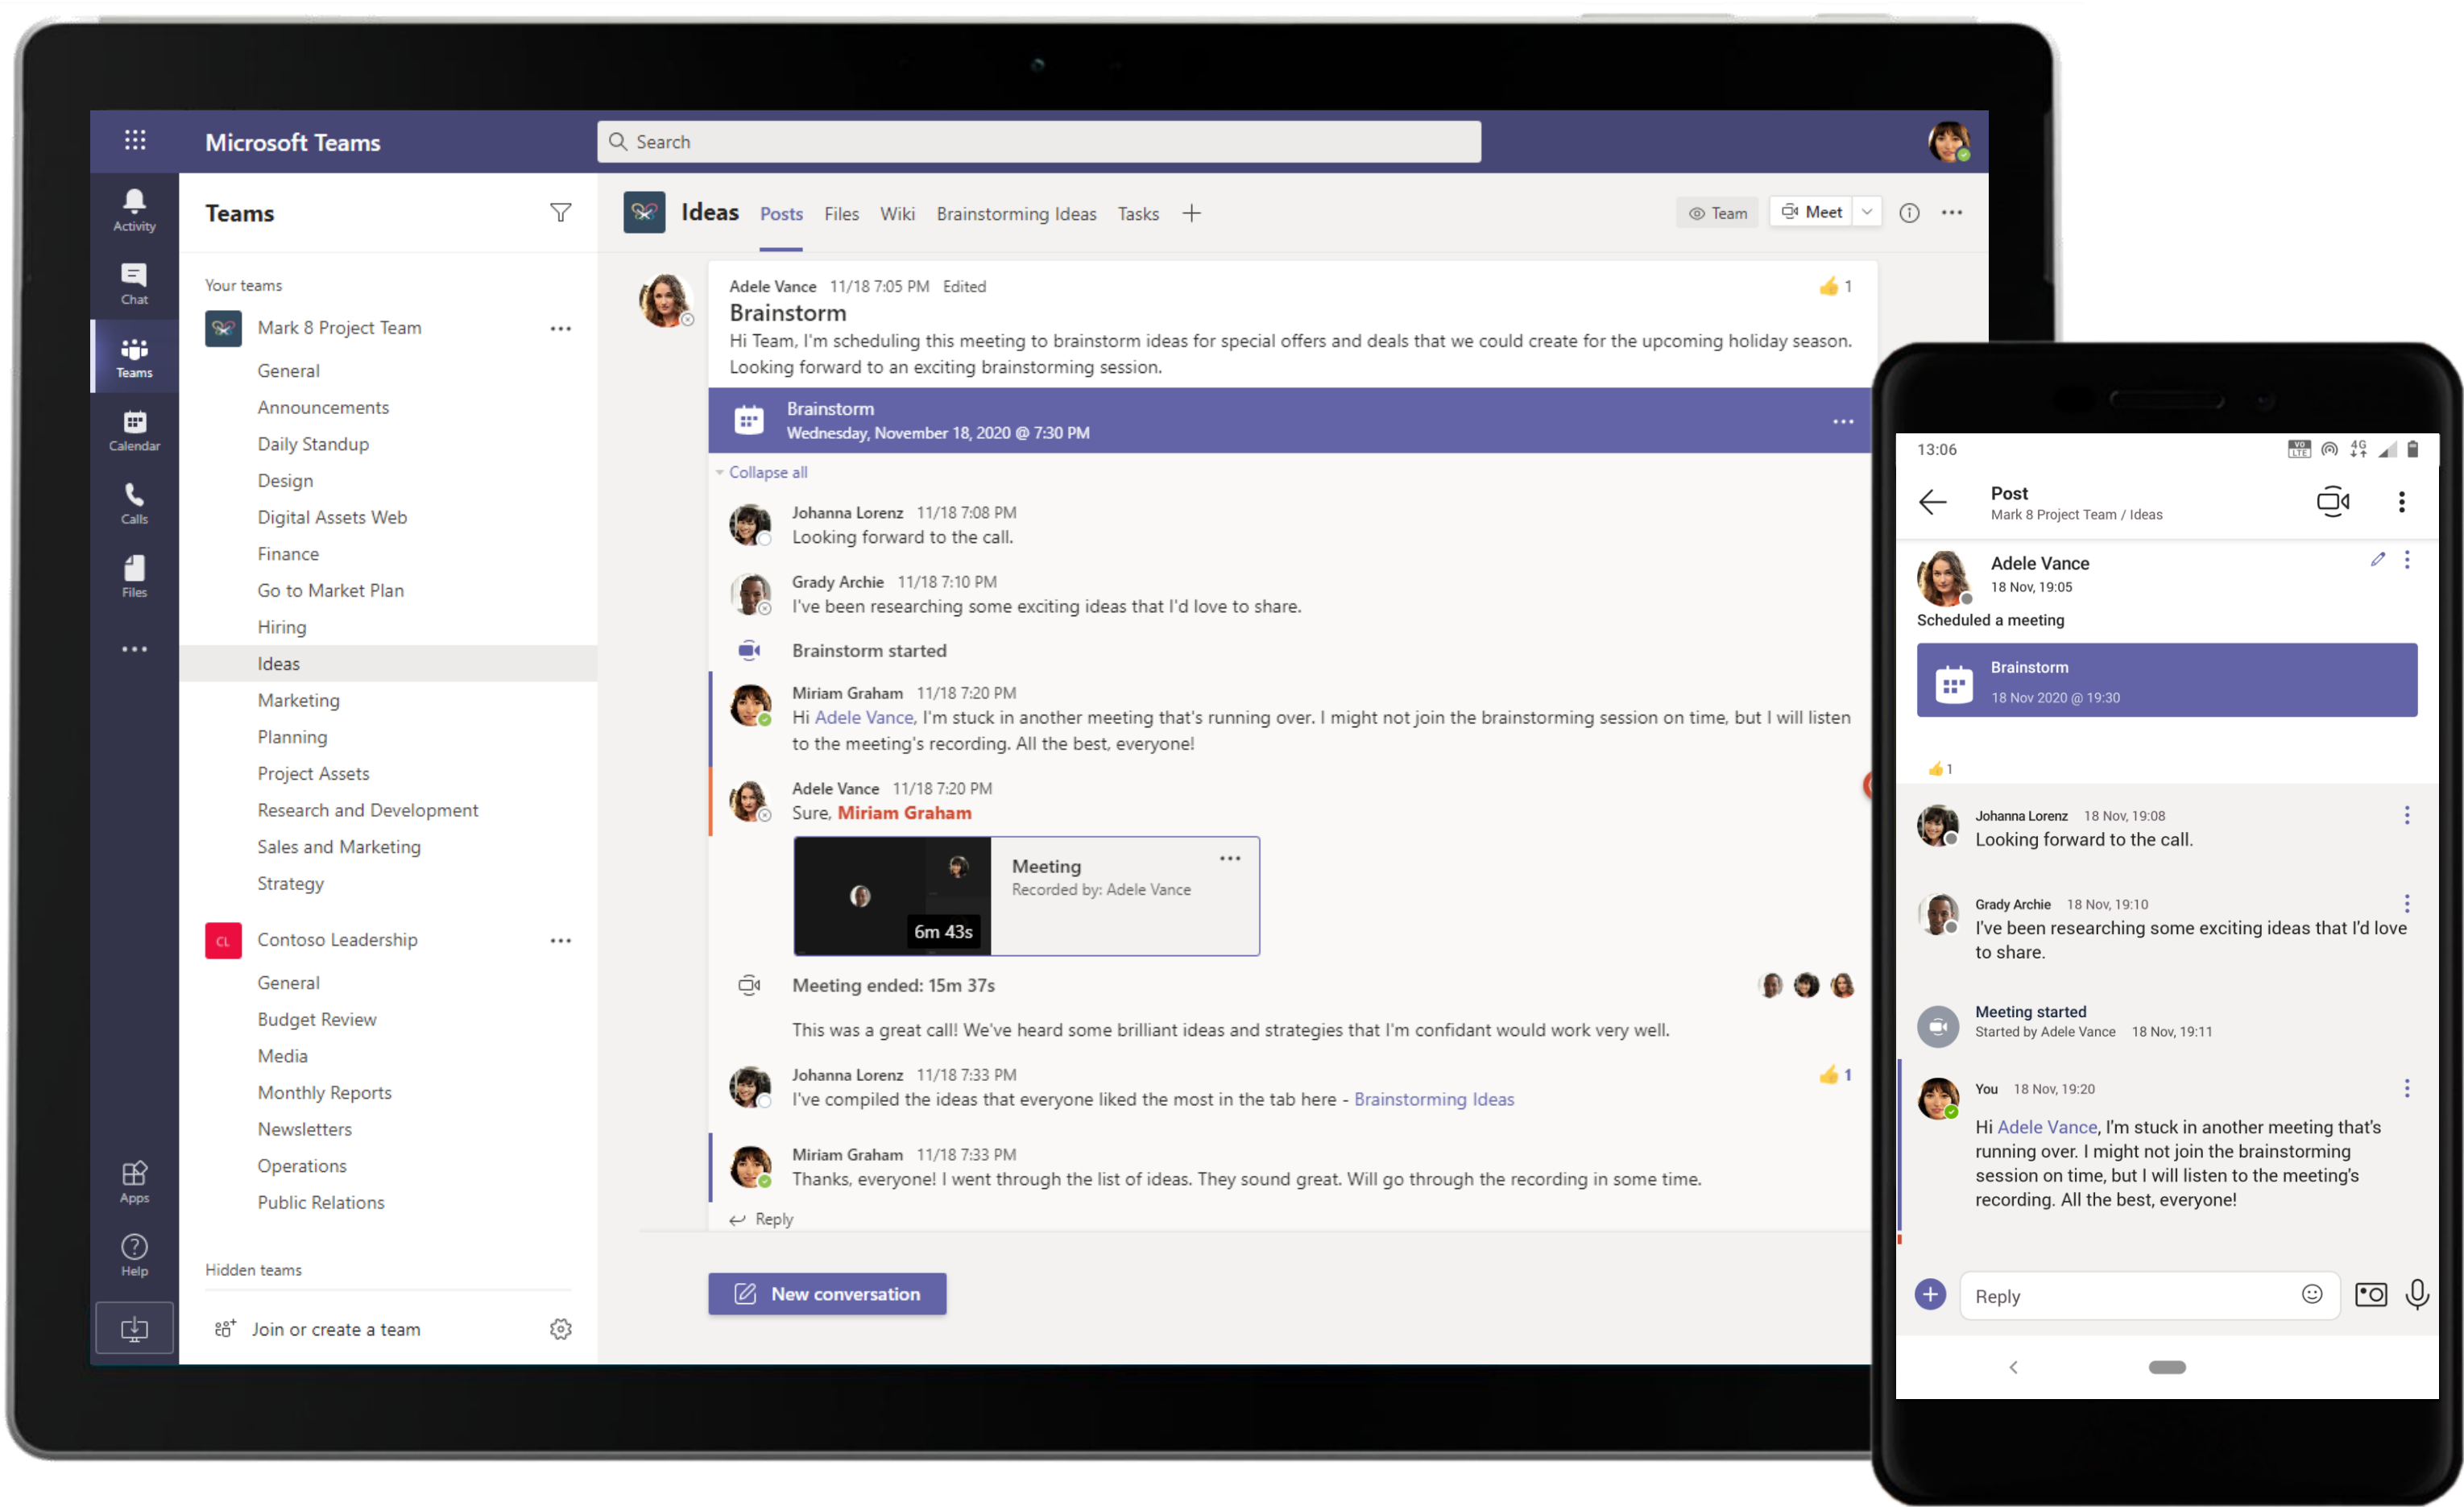 Microsoft Teams
Search
Activity
Chat
Teams
Calendar
Calls
Files
Apps
Help
Teams
Your teams
Mark 8 Project Team
General
Announcements
Daily Standup
Design
Digital Assets Web
Finance
Go to Market Plan
Hiring
Ideas
Marketing
Planning
Project Assets
Research and Development
Sales and Marketing
Strategy
CL
Contoso Leadership
General
Budget Review
Media
Monthly Reports
Newsletters
Operations
Public Relations
Hidden teams
Join or create a team
Ideas Posts Files Wiki Brainstorming Ideas Tasks
Team Meet
Adele Vance 11/18 7:05 PM Edited 1
Brainstorm
Hi Team, I'm scheduling this meeting to brainstorm ideas for special offers and deals that we could create for the upcoming holiday season.
Looking forward to an exciting brainstorming session.
Brainstorm
Wednesday, November 18, 2020 @ 7:30 PM
Collapse all
Johanna Lorenz 11/18 7:08 PM
Looking forward to the call.
Grady Archie 11/18 7:10 PM
I've been researching some exciting ideas that I'd love to share.
Brainstorm started
Miriam Graham 11/18 7:20 PM
Hi Adele Vance, I'm stuck in another meeting that's running over. I might not join the brainstorming session on time, but I will listen
to the meeting's recording. All the best, everyone!
Adele Vance 11/18 7:20 PM
Sure, Miriam Graham
Meeting
Recorded by: Adele Vance
6m 43s
Meeting ended: 15m 37s
This was a great call! We've heard some brilliant ideas and strategies that I'm confidant would work very well.
Johanna Lorenz 11/18 7:33 PM 1
I've compiled the ideas that everyone liked the most in the tab here - Brainstorming Ideas
Miriam Graham 11/18 7:33 PM
Thanks, everyone! I went through the list of ideas. They sound great. Will go through the recording in some time.
Reply
New conversation
13:06 VO LTE 4G
Post
Mark 8 Project Team / Ideas
Adele Vance
18 Nov, 19:05
Scheduled a meeting
Brainstorm
18 Nov 2020 @ 19:30
1
Johanna Lorenz 18 Nov, 19:08
Looking forward to the call.
Grady Archie 18 Nov, 19:10
I've been researching some exciting ideas that I'd love
to share.
Meeting started
Started by Adele Vance 18 Nov, 19:11
You 18 Nov, 19:20
Hi Adele Vance, I'm stuck in another meeting that's
running over. I might not join the brainstorming
session on time, but I will listen to the meeting's
recording. All the best, everyone!
Reply